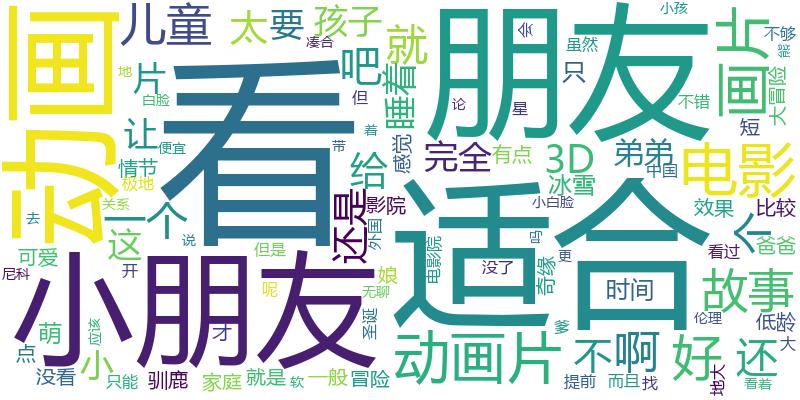 动画
儿童
太
要
孩子
凑合
就
朋友
会
虽然
小孩
不够
熊
画片
大冒险
片
地
白脸
看
吧
但
睡着
论
星
只
不错
短
让
便宜
着
带
感觉
完全
有点
3D
弟弟
中国
电影
情节
极地
给
冰雪
去
关系
一个
还是
影院
小白脸
适合
效果
个
比较
这
说
但是
外国
电影院
吗
更
看过
爸爸
可爱
开
尼科
小朋友
呢
娘
无聊
没了
奇缘
时间
故事
萌
才
圣诞
爹
应该
伦理
低龄
点
小
动画片
不
啊
好
还
大
没看
只能
驯鹿
家庭
就是
软
一般
冒险
提前
而且
找
地大
看着